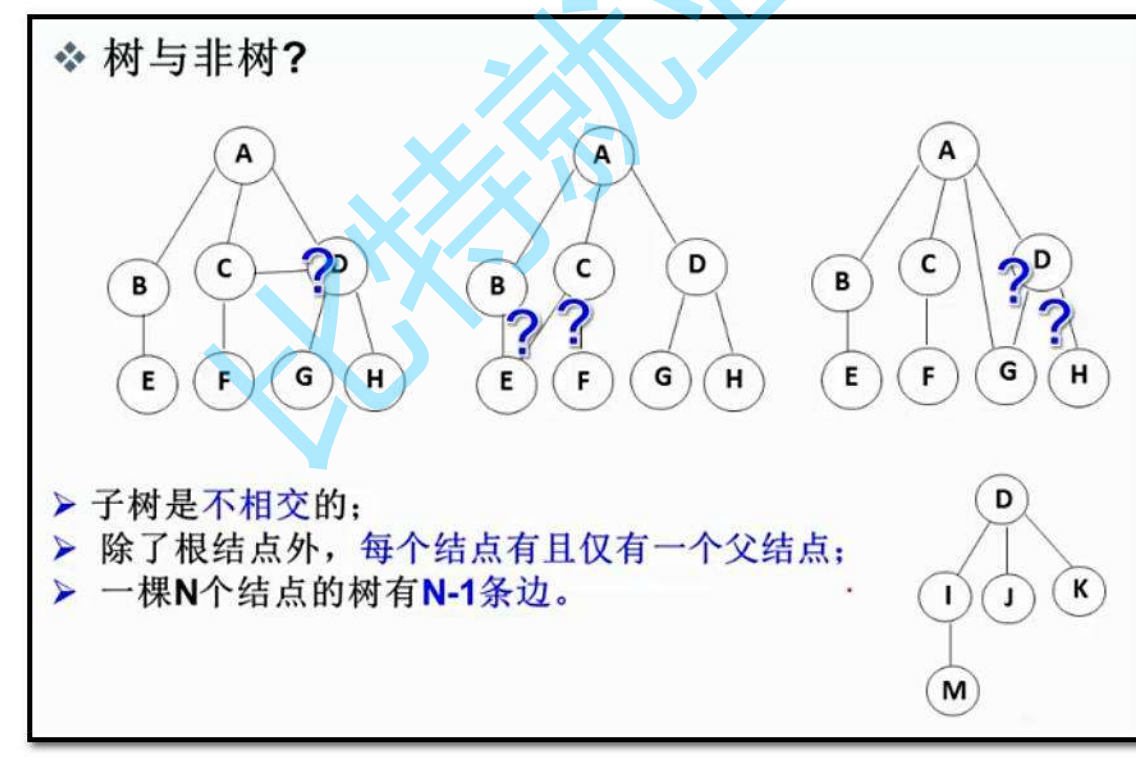 树与非树?
A A A
B C ?D B C D B C ?D
? ? ?
E F G H E F G H E F G H
子树是不相交的;
除了根结点外，每个结点有且仅有一个父结点;
一棵N个结点的树有N-1条边。
D
I J K
M
比特就业